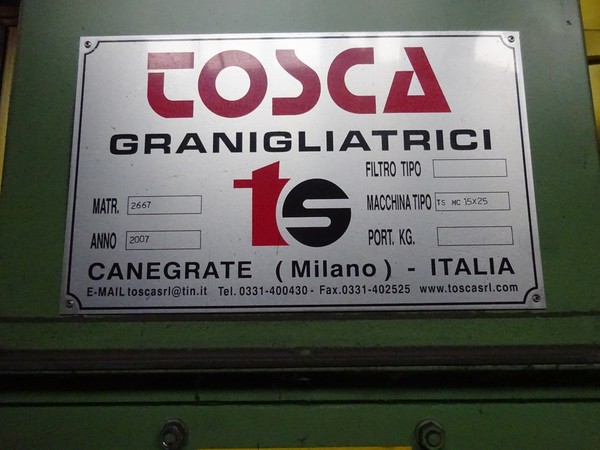 TOSCA
GRANIGLIATRICI
ts
FILTRO TIPO
MATR. 2667
MACCHINA TIPO TS MC 15X25
ANNO 2007
PORT. KG.
CANEGRATE (Milano) - ITALIA
E-MAIL toscasrl@tin.it Tel. 0331-400430 - Fax. 0331-402525 www.toscasrl.com